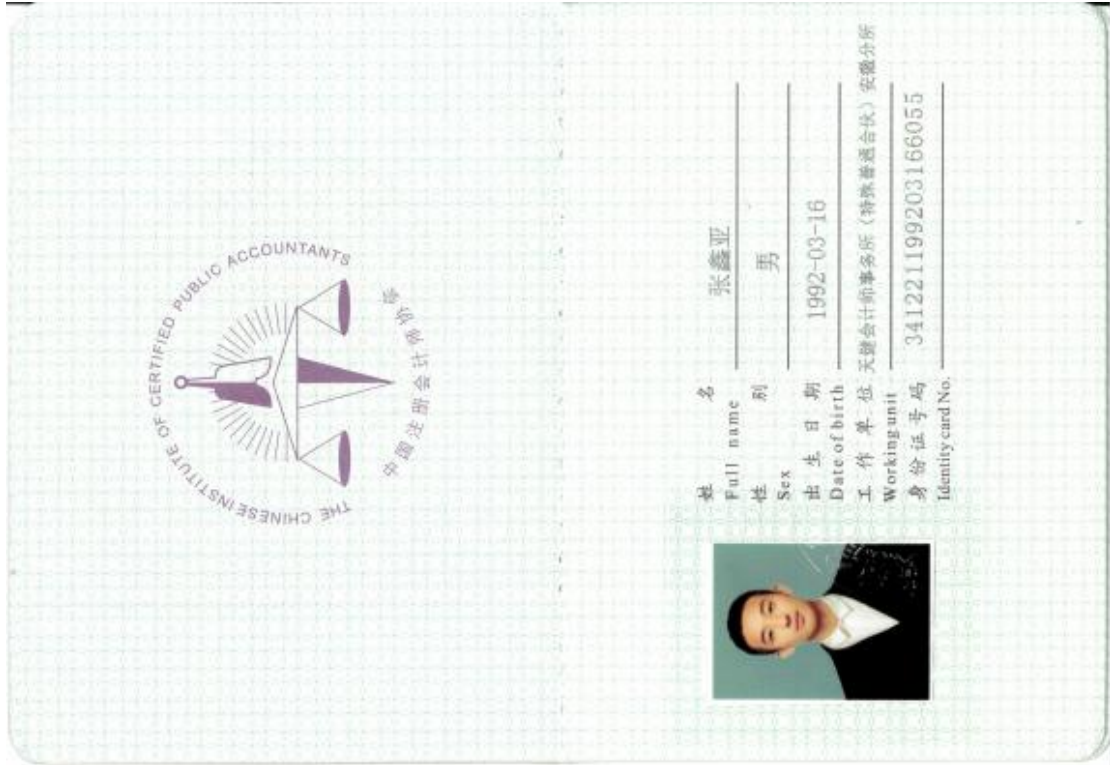 THE CHINESE INSTITUTE OF CERTIFIED PUBLIC ACCOUNTANTS
中国注册会计师协会
姓 名 张鑫亚
Full name
性 别 男
Sex
出 生 日 期 1992-03-16
Date of birth
工 作 单 位 天健会计师事务所（特殊普通合伙）安徽分所
Working unit
身 份 证 号 码 341221199203166055
Identity card No.